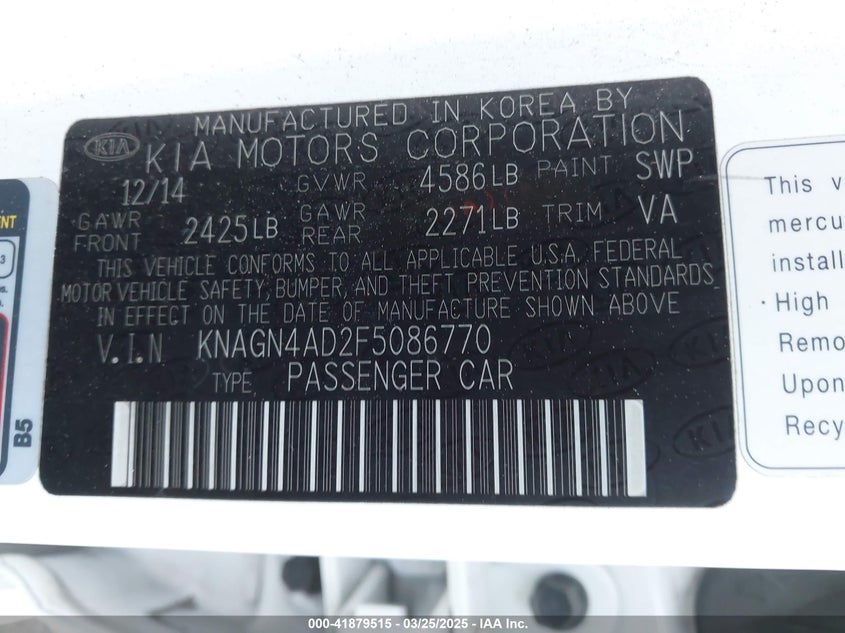 MANUFACTURED IN KOREA BY
KIA KIA MOTORS CORPORATION
12/14 GVWR 4586LB PAINT SWP
GAWR FRONT 2425LB GAWR REAR 2271LB TRIM VA
THIS VEHICLE CONFORMS TO ALL APPLICABLE U.S.A. FEDERAL
MOTOR VEHICLE SAFETY, BUMPER, AND THEFT PREVENTION STANDARDS
IN EFFECT ON THE DATE OF MANUFACTURE SHOWN ABOVE
V.I.N KNAGN4AD2F5086770
TYPE PASSENGER CAR
ENT
3
B5
This v
mercu
install
· High
Remo
Upon
Recy
000-41879515 - 03/25/2025 - IAA Inc.